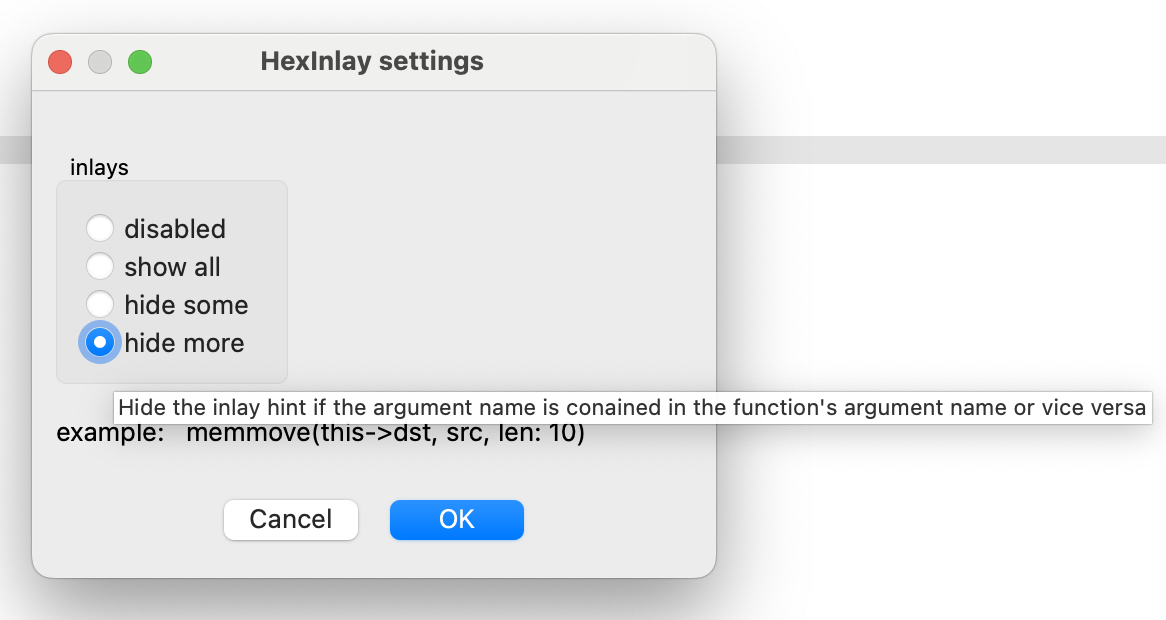 HexInlay settings
inlays
disabled
show all
hide some
hide more
Hide the inlay hint if the argument name is conained in the function's argument name or vice versa
example: memmove(this->dst, src, len: 10)
Cancel
OK